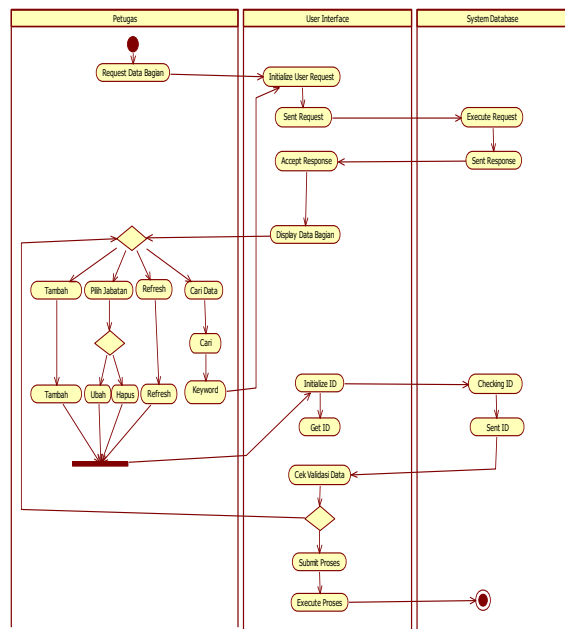 Petugas
User Interface
System Database
Request Data Bagian
Initialize User Request
Sent Request
Execute Request
Accept Response
Sent Response
Display Data Bagian
Tambah
Pilih Jabatan
Refresh
Cari Data
Cari
Tambah
Ubah
Hapus
Refresh
Keyword
Initialize ID
Checking ID
Get ID
Sent ID
Cek Validasi Data
Submit Proses
Execute Proses